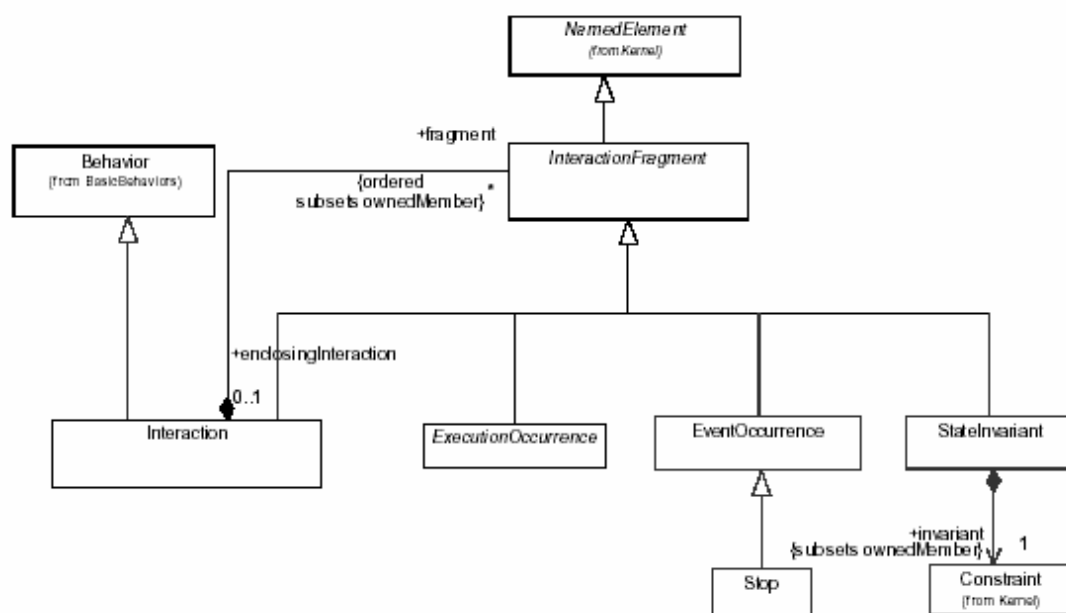 NamedElement
(from Kernel)
+fragment
Behavior
(from BasicBehaviors)
InteractionFragment
{ordered
subsets ownedMember}
*
+enclosingInteraction
0..1
Interaction
ExecutionOccurrence
EventOccurrence
StateInvariant
+invariant
{subsets ownedMember}
1
Stop
Constraint
(from Kernel)